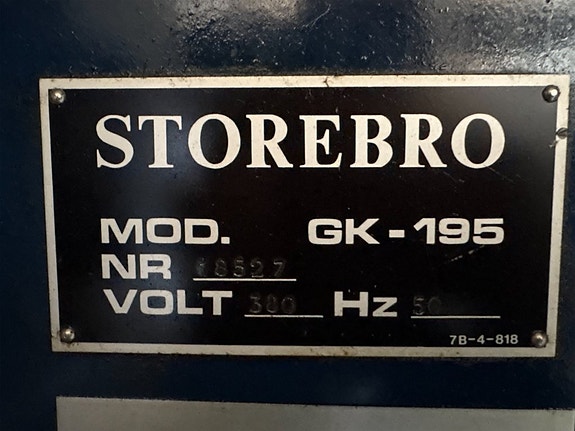 STOREBRO
MOD. GK-195
NR 18527
VOLT 380 Hz 50
7B-4-818